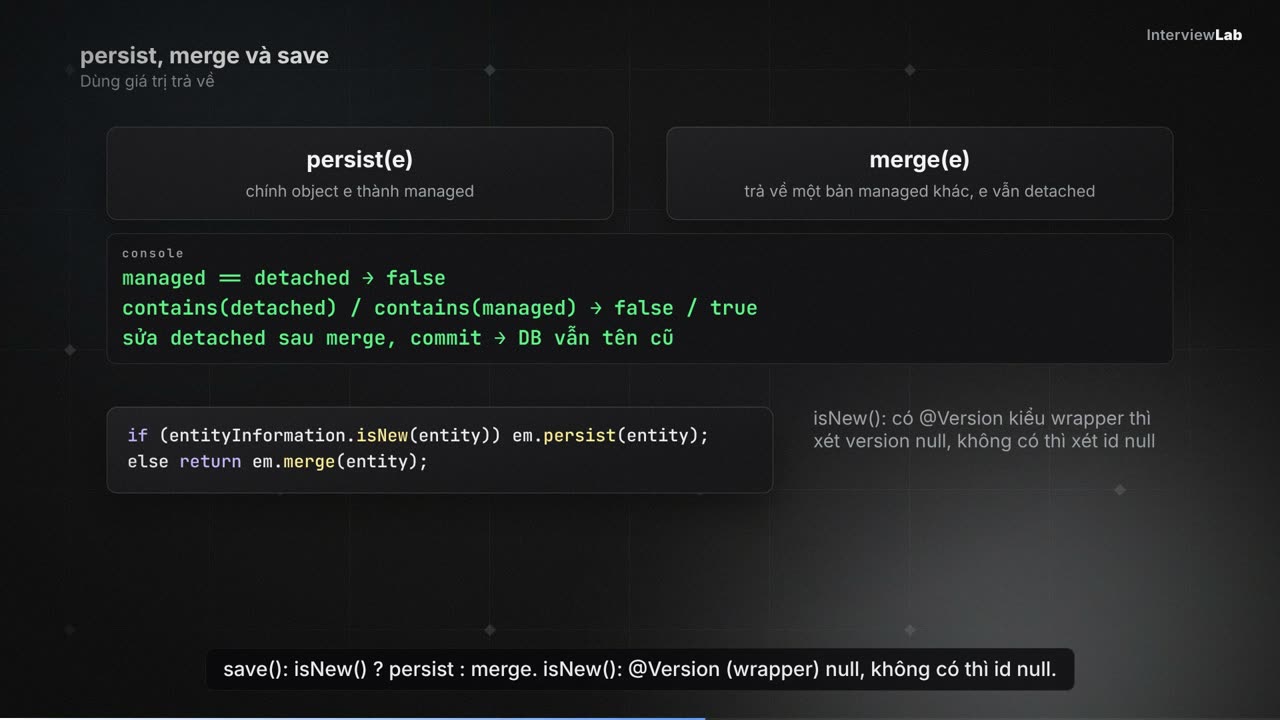 InterviewLab
persist, merge và save
Dùng giá trị trả về
persist(e)
chính object e thành managed
merge(e)
trả về một bản managed khác, e vẫn detached
console
managed == detached → false
contains(detached) / contains(managed) → false / true
sửa detached sau merge, commit → DB vẫn tên cũ
if (entityInformation.isNew(entity)) em.persist(entity);
else return em.merge(entity);
isNew(): có @Version kiểu wrapper thì
xét version null, không có thì xét id null
save(): isNew() ? persist : merge. isNew(): @Version (wrapper) null, không có thì id null.